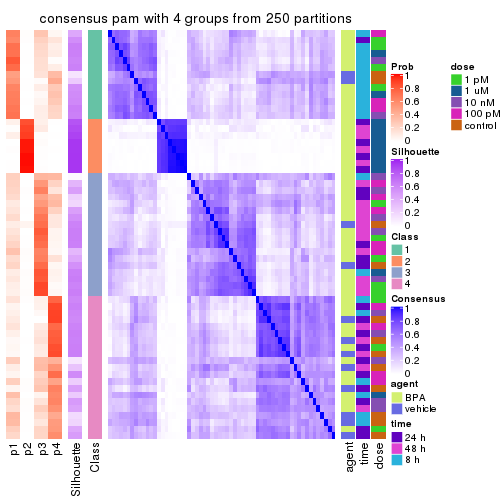 consensus pam with 4 groups from 250 partitions
p1
p2
p3
p4
Silhouette
Class
agent
time
dose
Prob
1
0.8
0.6
0.4
0.2
0
Silhouette
1
0.8
0.6
0.4
0.2
0
Class
1
2
3
4
Consensus
1
0.8
0.6
0.4
0.2
0
agent
BPA
vehicle
time
24 h
48 h
8 h
dose
1 pM
1 uM
10 nM
100 pM
control